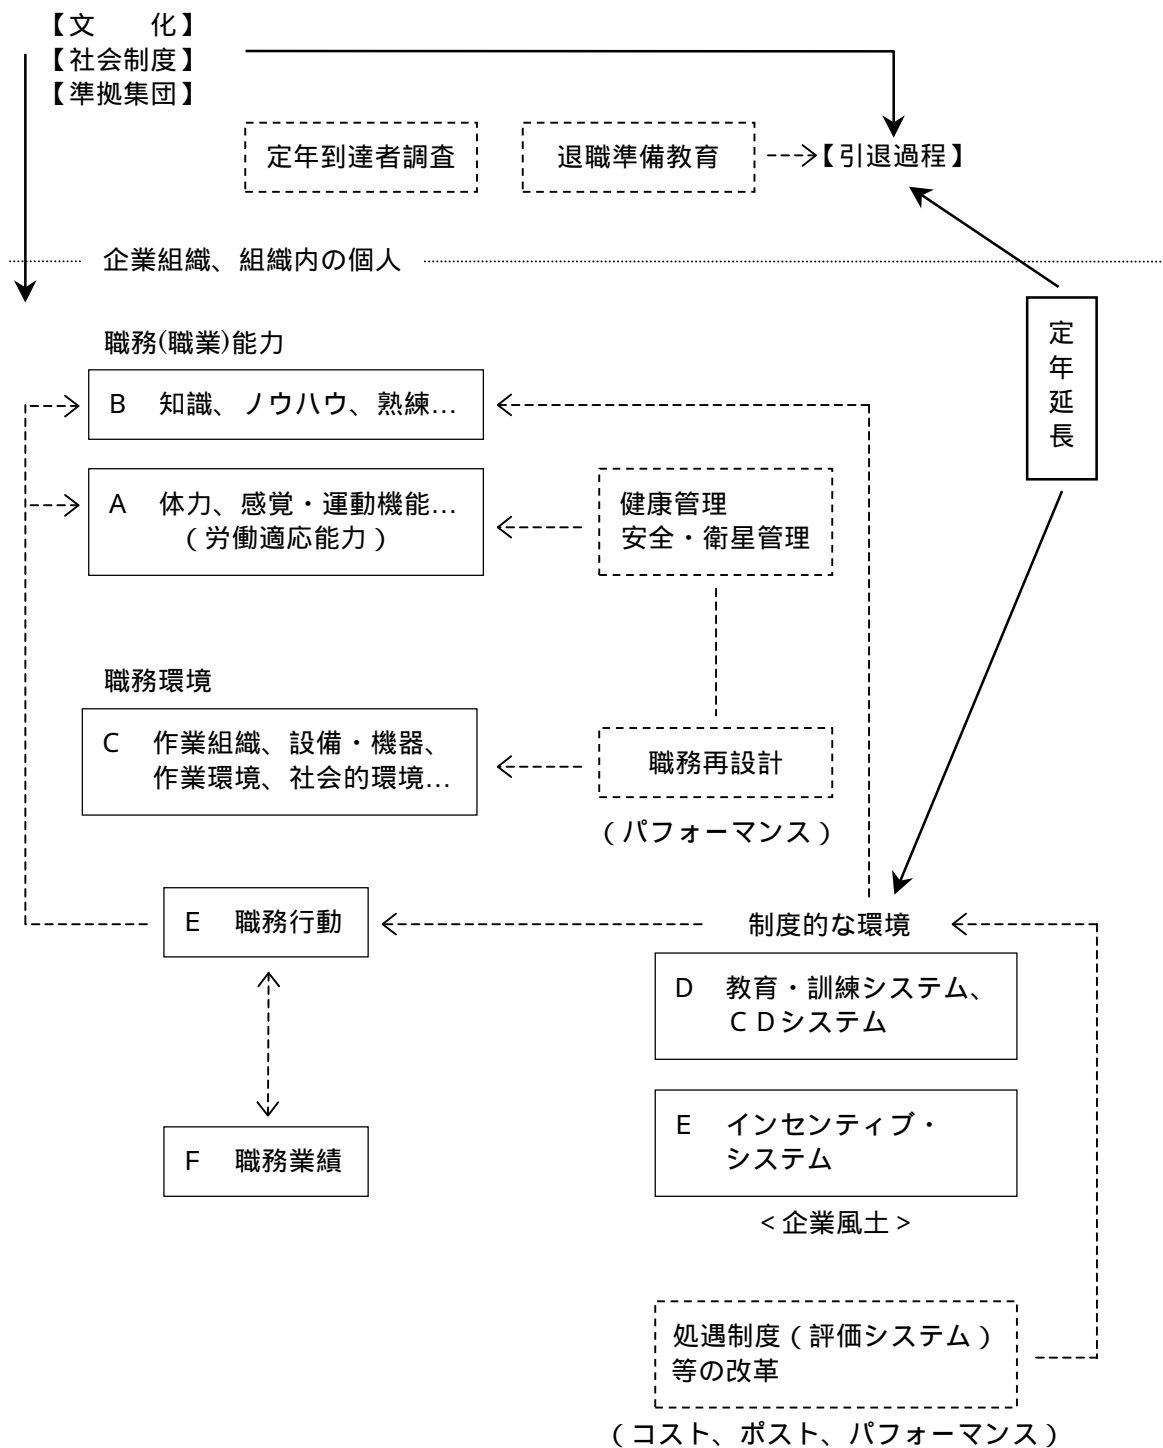 【文　　化】
【社会制度】
【準拠集団】
定年到達者調査
退職準備教育
【引退過程】
企業組織、組織内の個人
定年延長
職務(職業)能力
B　知識、ノウハウ、熟練…
A　体力、感覚・運動機能…
（労働適応能力）
健康管理
安全・衛星管理
職務環境
C　作業組織、設備・機器、
作業環境、社会的環境…
職務再設計
（パフォーマンス）
E　職務行動
制度的な環境
D　教育・訓練システム、
ＣＤシステム
E　インセンティブ・
システム
F　職務業績
＜企業風土＞
処遇制度（評価システム）
等の改革
（コスト、ポスト、パフォーマンス）